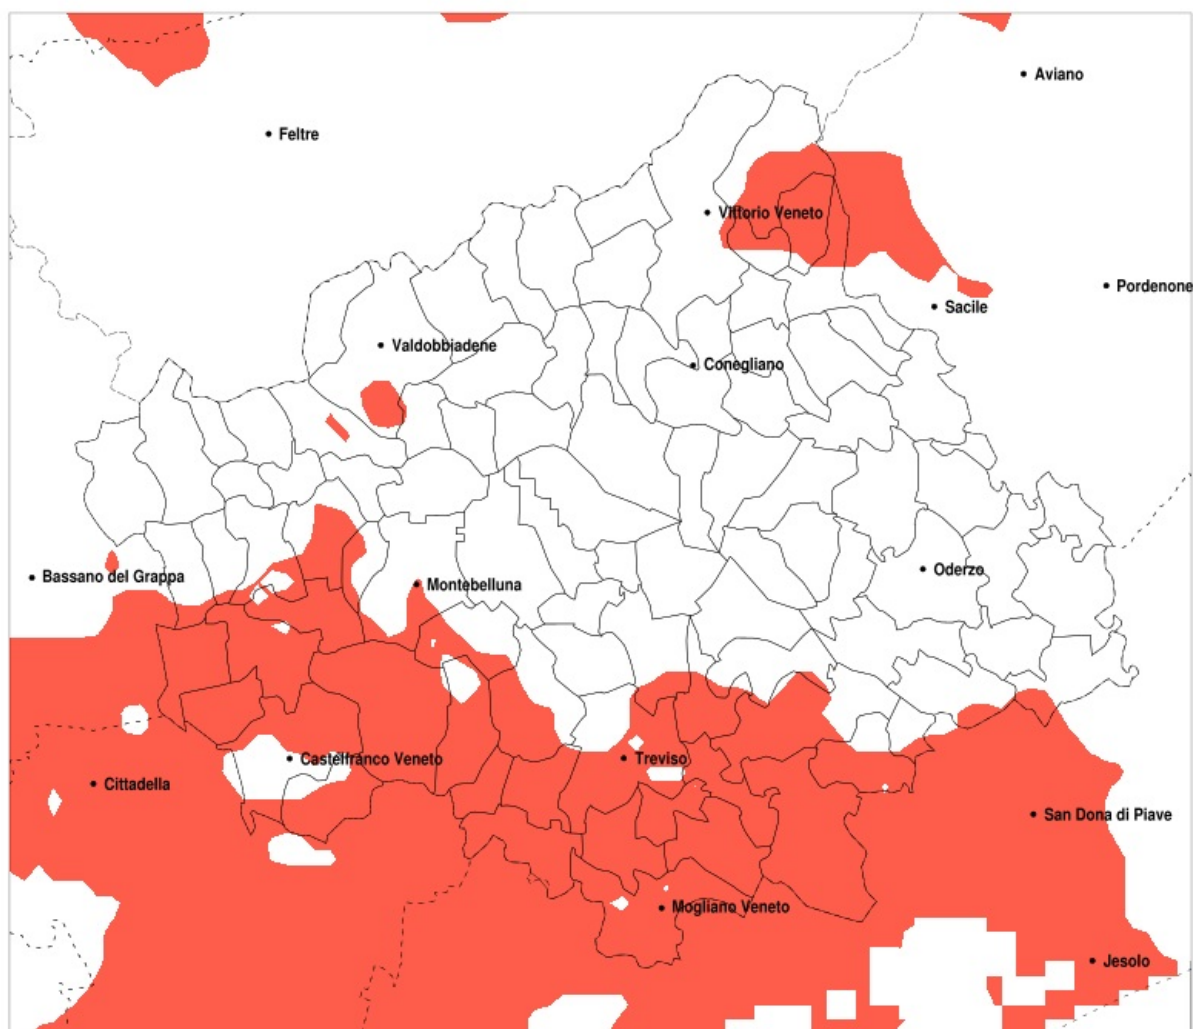 Aviano
Feltre
Vittorio Veneto
Pordenone
Sacile
Valdobbiadene
Conegliano
Oderzo
Bassano del Grappa
Montebelluna
Castelfranco Veneto
Treviso
Cittadella
San Dona di Piave
Mogliano Veneto
Jesolo